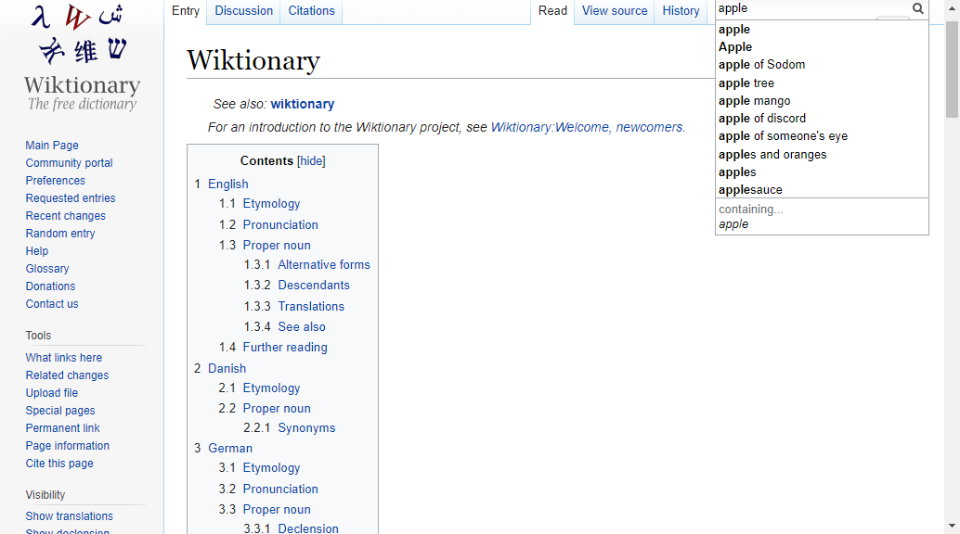 λ W ش
维 ש
Wiktionary
The free dictionary
Main Page
Community portal
Preferences
Requested entries
Recent changes
Random entry
Help
Glossary
Donations
Contact us
Tools
What links here
Related changes
Upload file
Special pages
Permanent link
Page information
Cite this page
Visibility
Show translations
Show declension
Entry Discussion Citations Read View source History
apple
apple
Apple
apple of Sodom
apple tree
apple mango
apple of discord
apple of someone's eye
apples and oranges
apples
applesauce
containing...
apple
Wiktionary
See also: wiktionary
For an introduction to the Wiktionary project, see Wiktionary:Welcome, newcomers.
Contents [hide]
1 English
1.1 Etymology
1.2 Pronunciation
1.3 Proper noun
1.3.1 Alternative forms
1.3.2 Descendants
1.3.3 Translations
1.3.4 See also
1.4 Further reading
2 Danish
2.1 Etymology
2.2 Proper noun
2.2.1 Synonyms
3 German
3.1 Etymology
3.2 Pronunciation
3.3 Proper noun
3.3.1 Declension